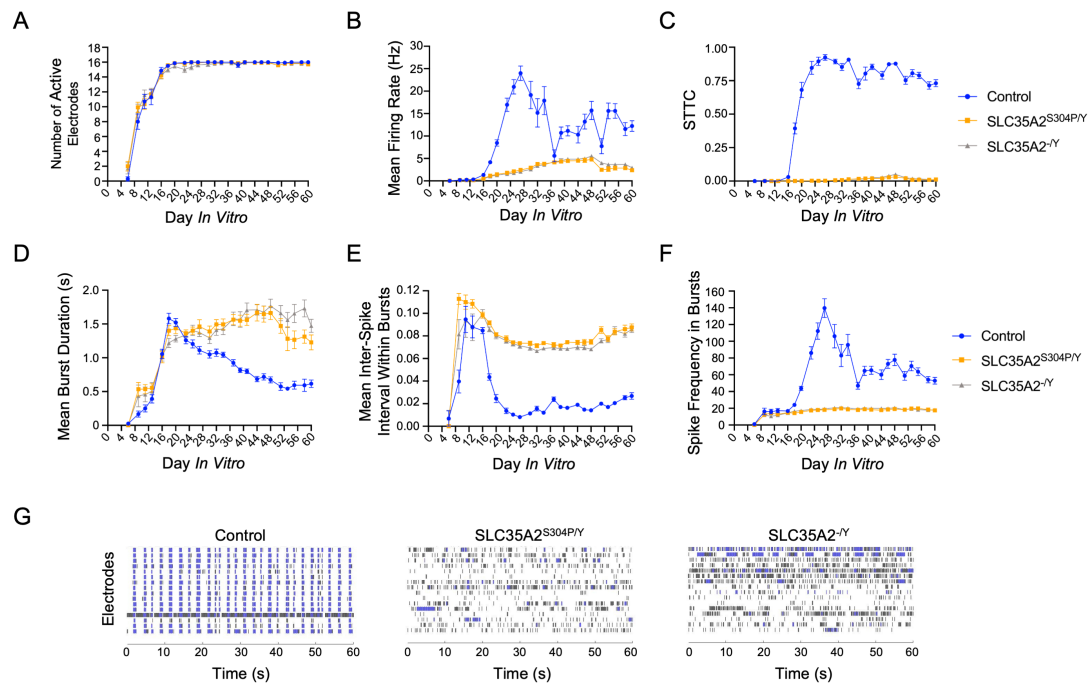 A
B
C
Number of Active
Electrodes
18
16
14
12
10
8
6
4
2
0
0 4 8 12 16 20 24 28 32 36 40 44 48 52 56 60
Day In Vitro
Mean Firing Rate (Hz)
30
25
20
15
10
5
0
0 4 8 12 16 20 24 28 32 36 40 44 48 52 56 60
Day In Vitro
STTC
1.00
0.75
0.50
0.25
0.00
0 4 8 12 16 20 24 28 32 36 40 44 48 52 56 60
Day In Vitro
Control
SLC35A2S304P/Y
SLC35A2-/Y
D
E
F
Mean Burst Duration (s)
2.0
1.5
1.0
0.5
0
0 4 8 12 16 20 24 28 32 36 40 44 48 52 56 60
Day In Vitro
Mean Inter-Spike
Interval Within Bursts
0.12
0.10
0.08
0.06
0.04
0.02
0.00
0 4 8 12 16 20 24 28 32 36 40 44 48 52 56 60
Day In Vitro
Spike Frequency in Bursts
160
140
120
100
80
60
40
20
0
0 4 8 12 16 20 24 28 32 36 40 44 48 52 56 60
Day In Vitro
Control
SLC35A2S304P/Y
SLC35A2-/Y
G
Control
SLC35A2S304P/Y
SLC35A2-/Y
Electrodes
0 10 20 30 40 50 60
Time (s)
0 10 20 30 40 50 60
Time (s)
0 10 20 30 40 50 60
Time (s)